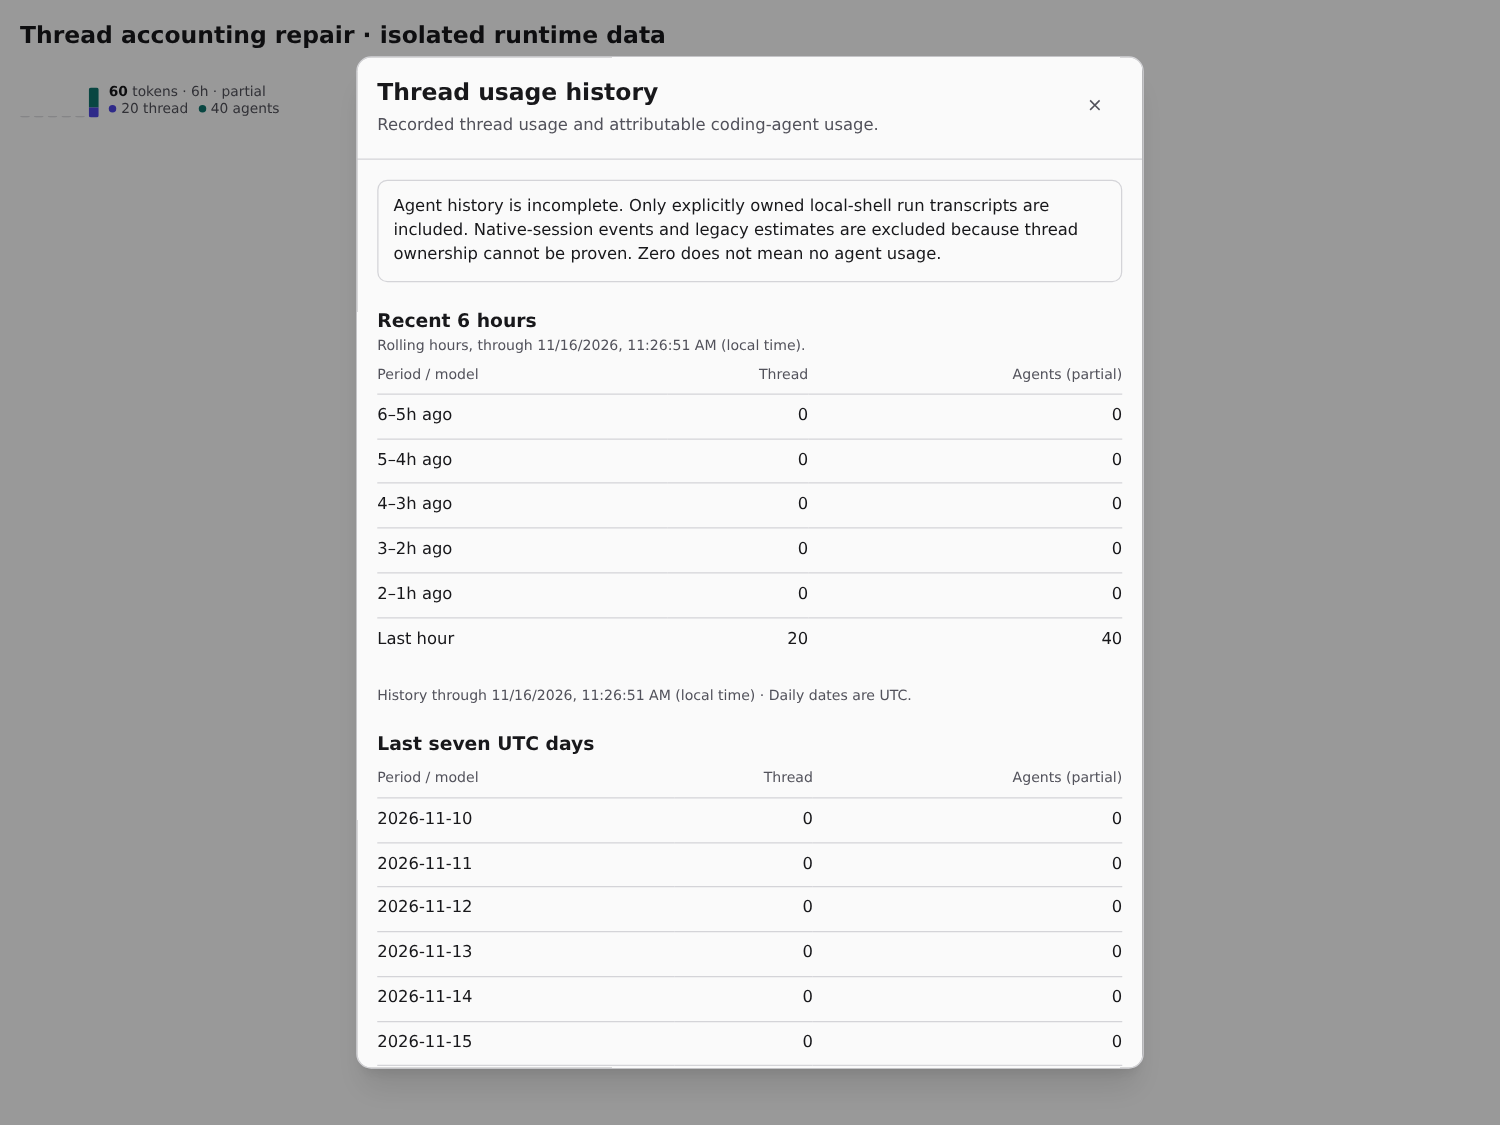 Thread accounting repair · isolated runtime data
60 tokens · 6h · partial
20 thread 40 agents
Thread usage history
×
Recorded thread usage and attributable coding-agent usage.
Agent history is incomplete. Only explicitly owned local-shell run transcripts are
included. Native-session events and legacy estimates are excluded because thread
ownership cannot be proven. Zero does not mean no agent usage.
Recent 6 hours
Rolling hours, through 11/16/2026, 11:26:51 AM (local time).
Period / model Thread Agents (partial)
6–5h ago 0 0
5–4h ago 0 0
4–3h ago 0 0
3–2h ago 0 0
2–1h ago 0 0
Last hour 20 40
History through 11/16/2026, 11:26:51 AM (local time) · Daily dates are UTC.
Last seven UTC days
Period / model Thread Agents (partial)
2026-11-10 0 0
2026-11-11 0 0
2026-11-12 0 0
2026-11-13 0 0
2026-11-14 0 0
2026-11-15 0 0